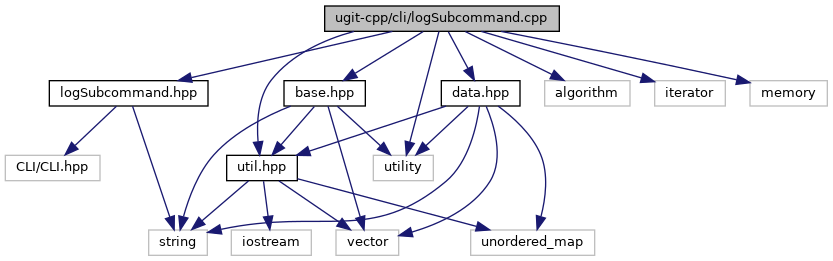 ugit-cpp/cli/logSubcommand.cpp
logSubcommand.hpp
base.hpp
data.hpp
algorithm
iterator
memory
CLI/CLI.hpp
util.hpp
utility
string
iostream
vector
unordered_map